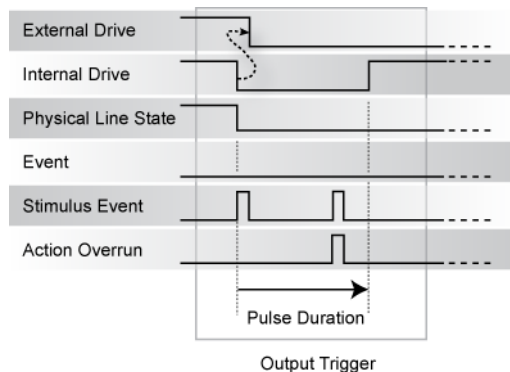 External Drive
Internal Drive
Physical Line State
Event
Stimulus Event
Action Overrun
Pulse Duration
Output Trigger